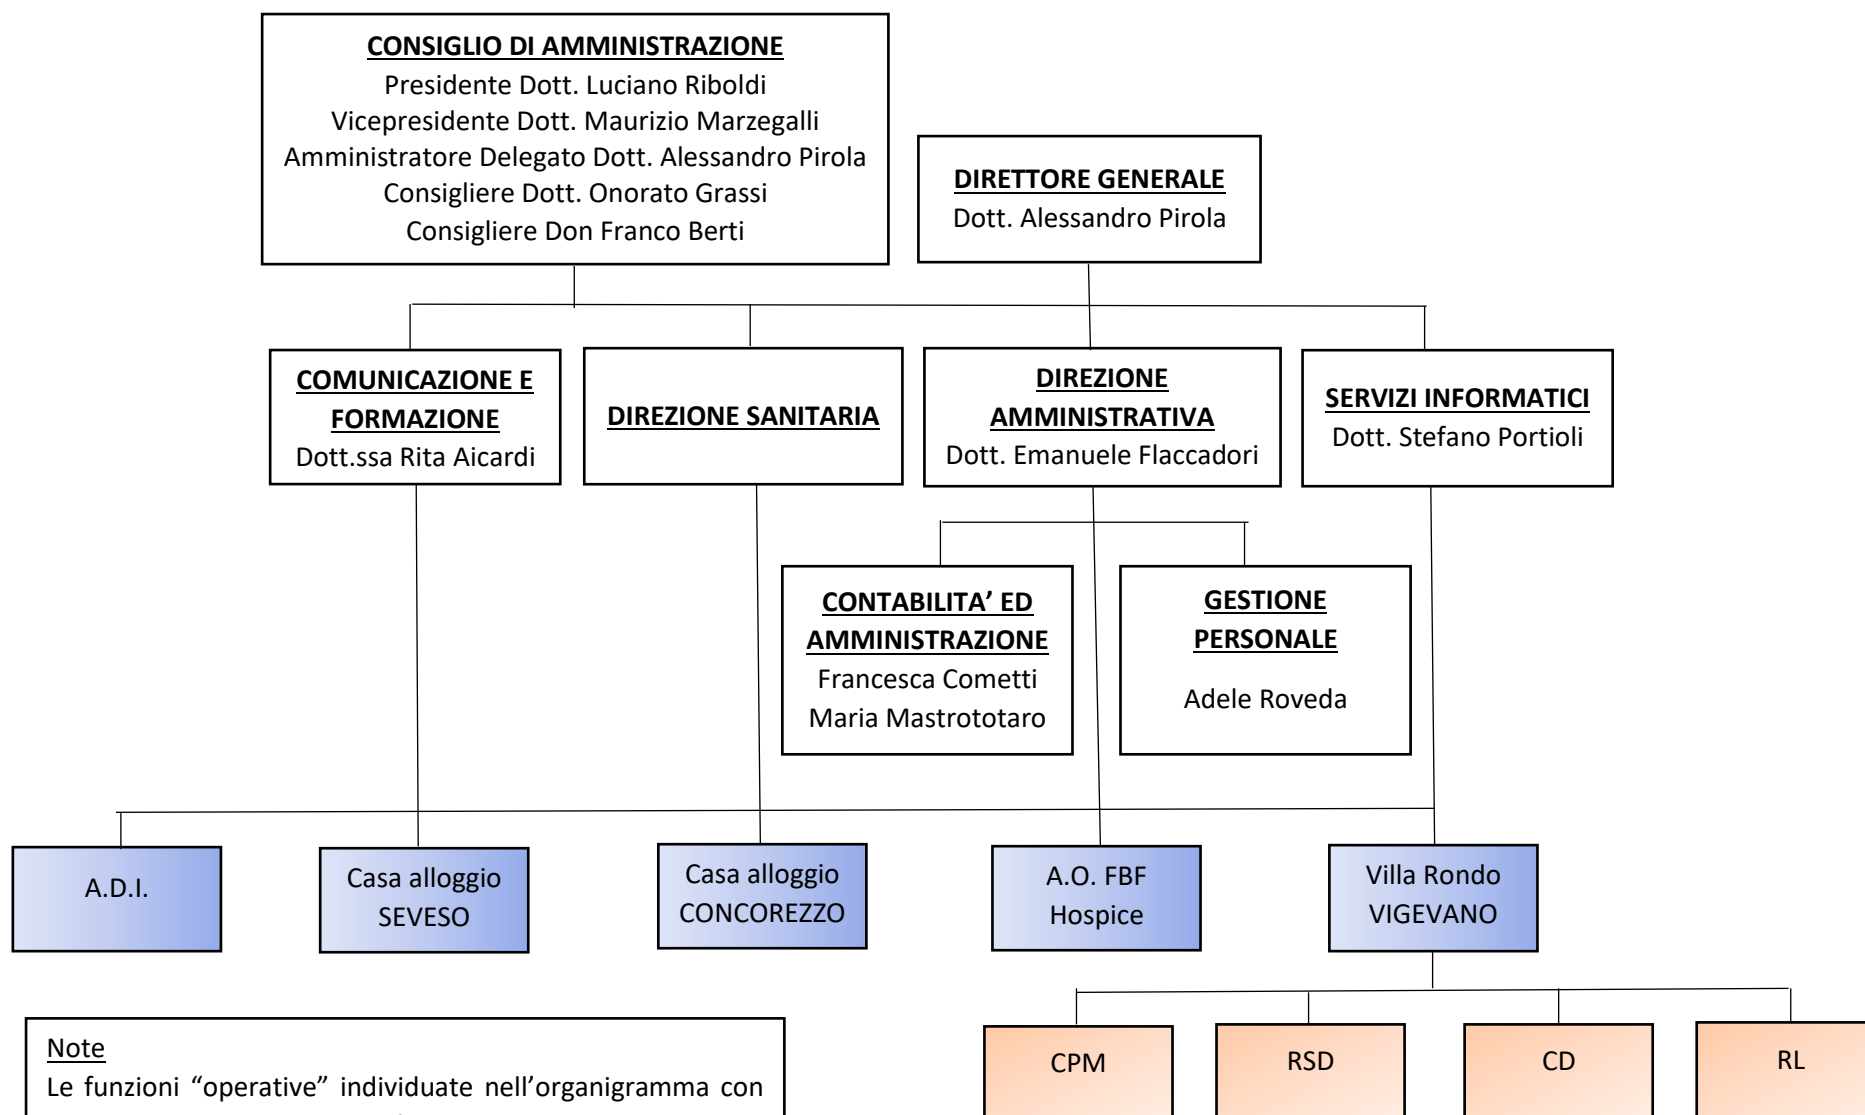 CONSIGLIO DI AMMINISTRAZIONE
Presidente Dott. Luciano Riboldi
Vicepresidente Dott. Maurizio Marzegalli
Amministratore Delegato Dott. Alessandro Pirola
Consigliere Dott. Onorato Grassi
Consigliere Don Franco Berti
DIRETTORE GENERALE
Dott. Alessandro Pirola
COMUNICAZIONE E
FORMAZIONE
Dott.ssa Rita Aicardi
DIREZIONE SANITARIA
DIREZIONE
AMMINISTRATIVA
Dott. Emanuele Flaccadori
SERVIZI INFORMATICI
Dott. Stefano Portioli
CONTABILITA’ ED
AMMINISTRAZIONE
Francesca Cometti
Maria Mastrototaro
GESTIONE
PERSONALE
Adele Roveda
A.D.I.
Casa alloggio
SEVESO
Casa alloggio
CONCOREZZO
A.O. FBF
Hospice
Villa Rondo
VIGEVANO
CPM
RSD
CD
RL
Note
Le funzioni “operative” individuate nell’organigramma con